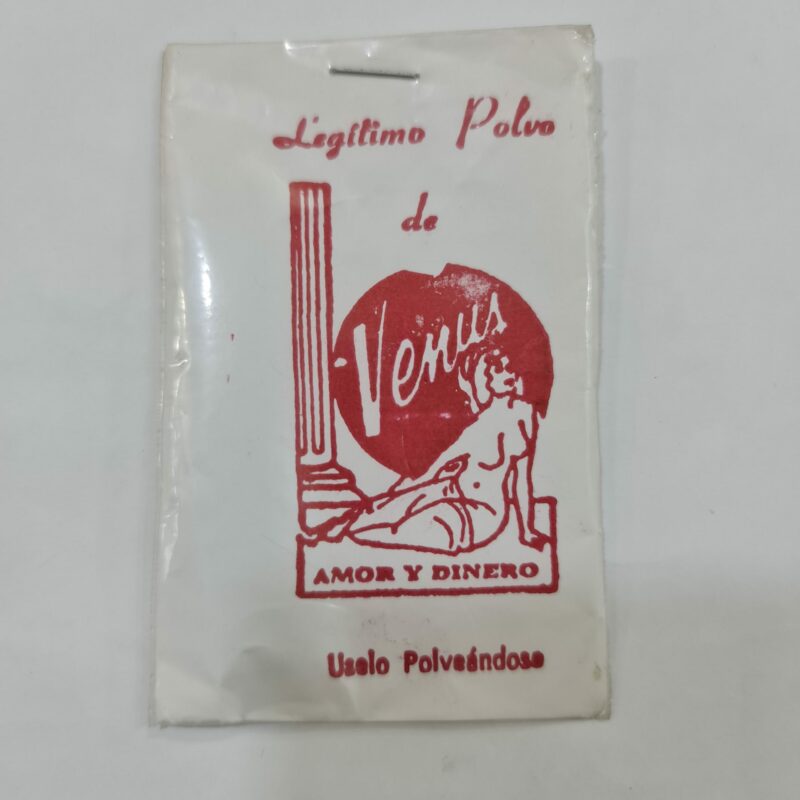 Legítimo Polvo
de
Venus
AMOR Y DINERO
Uselo Polveándose